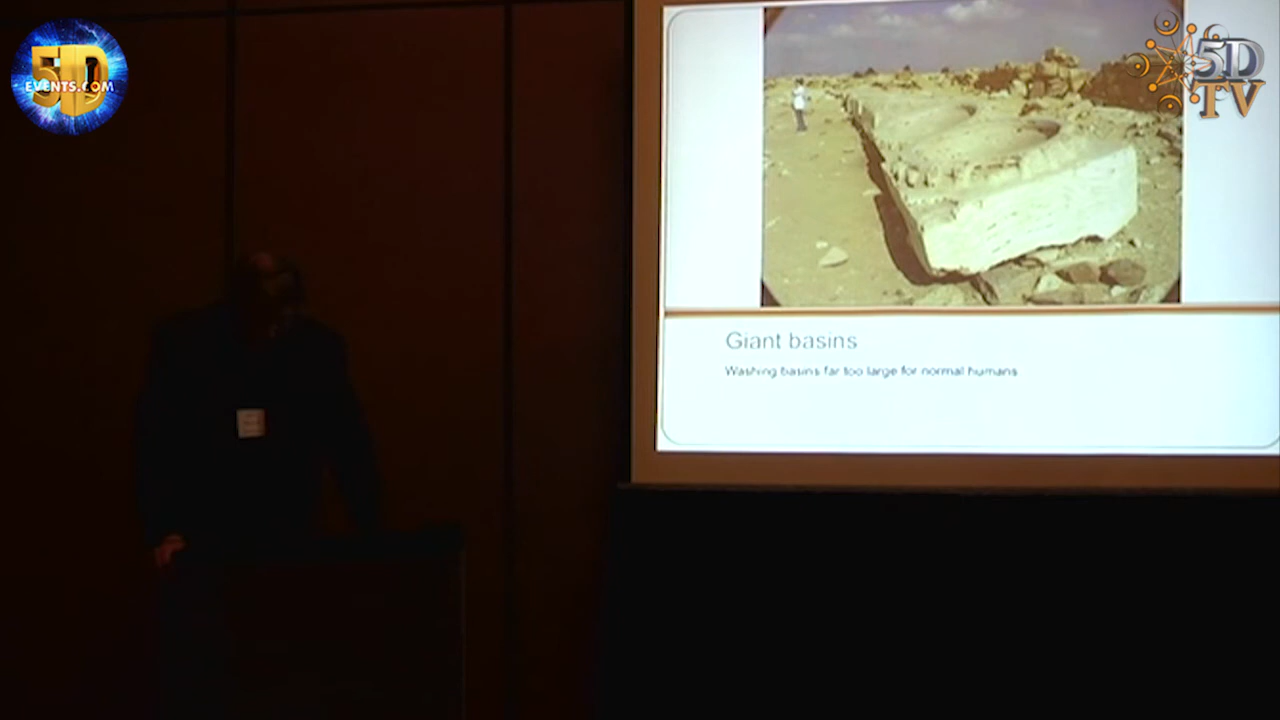 5D
EVENTS.COM
5D
TV
Giant basins
Washing basins far too large for normal humans